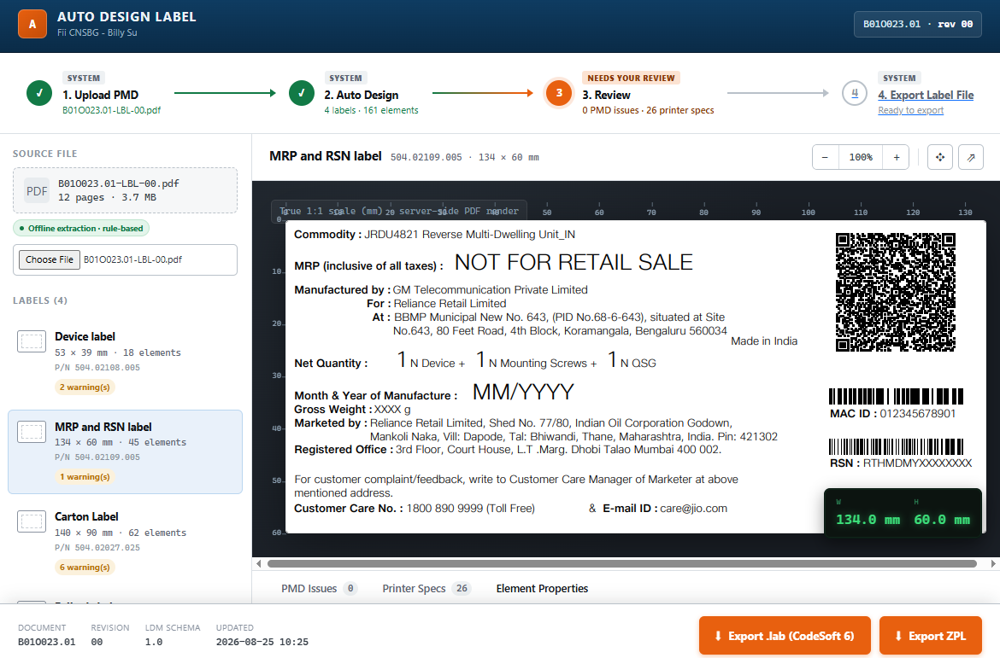 A
AUTO DESIGN LABEL
Fii CNSBG - Billy Su
B01O023.01 · rev 00
✓
SYSTEM
1. Upload PMD
B01O023.01-LBL-00.pdf
✓
SYSTEM
2. Auto Design
4 labels · 161 elements
3
NEEDS YOUR REVIEW
3. Review
0 PMD issues · 26 printer specs
4
SYSTEM
4. Export Label File
Ready to export
SOURCE FILE
PDF
B01O023.01-LBL-00.pdf
12 pages · 3.7 MB
Offline extraction · rule-based
Choose File B01O023.01-LBL-00.pdf
LABELS (4)
Device label
53 × 39 mm · 18 elements
P/N 504.02108.005
2 warning(s)
MRP and RSN label
134 × 60 mm · 45 elements
P/N 504.02109.005
1 warning(s)
Carton Label
140 × 90 mm · 62 elements
P/N 504.02027.025
6 warning(s)
MRP and RSN label 504.02109.005 · 134 × 60 mm
− 100% +
True 1:1 scale (mm) · server-side PDF render
0 10 20 30 40 50 60 70 80 90 100 110 120 130
0
10
20
30
40
50
60
Commodity : JRDU4821 Reverse Multi-Dwelling Unit_IN
MRP (inclusive of all taxes) : NOT FOR RETAIL SALE
Manufactured by : GM Telecommunication Private Limited
For : Reliance Retail Limited
At : BBMP Municipal New No. 643, (PID No.68-6-643), situated at Site
No.643, 80 Feet Road, 4th Block, Koramangala, Bengaluru 560034
Made in India
Net Quantity : 1 N Device + 1 N Mounting Screws + 1 N QSG
Month & Year of Manufacture : MM/YYYY
Gross Weight : XXXX g
Marketed by : Reliance Retail Limited, Shed No. 77/80, Indian Oil Corporation Godown,
Mankoli Naka, Vill: Dapode, Tal: Bhiwandi, Thane, Maharashtra, India. Pin: 421302
Registered Office : 3rd Floor, Court House, L.T .Marg. Dhobi Talao Mumbai 400 002.
For customer complaint/feedback, write to Customer Care Manager of Marketer at above
mentioned address.
Customer Care No. : 1800 890 9999 (Toll Free) & E-mail ID : care@jio.com
MAC ID : 012345678901
RSN : RTHMDMYXXXXXXXX
W H
134.0 mm 60.0 mm
PMD Issues 0 Printer Specs 26 Element Properties
DOCUMENT
B01O023.01
REVISION
00
LDM SCHEMA
1.0
UPDATED
2026-08-25 10:25
⬇ Export .lab (CodeSoft 6)
⬇ Export ZPL